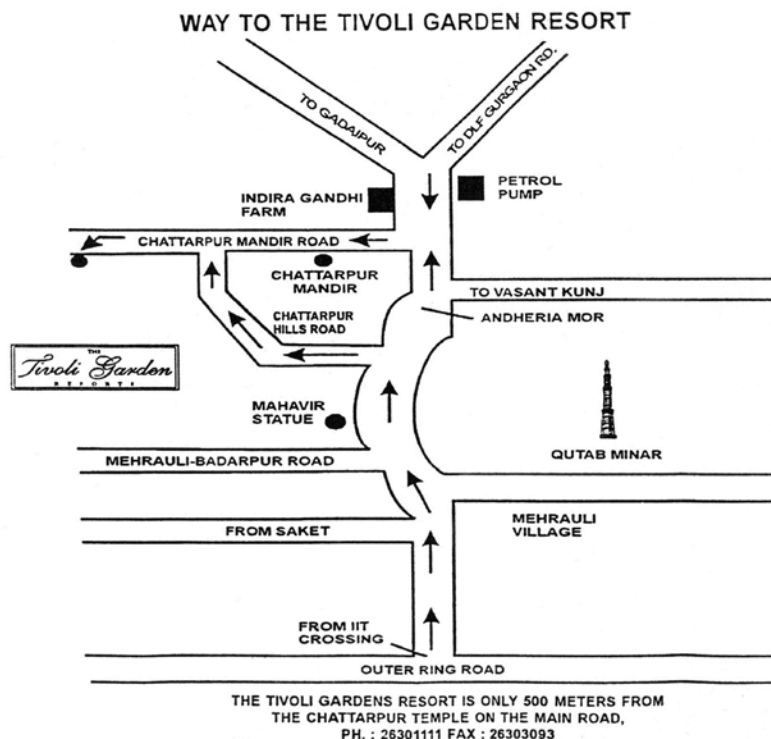 WAY TO THE TIVOLI GARDEN RESORT
TO GADAIPUR
TO DLF GURGAON RD.
INDIRA GANDHI
FARM
PETROL
PUMP
CHATTARPUR MANDIR ROAD
CHATTARPUR
MANDIR
TO VASANT KUNJ
CHATTARPUR
HILLS ROAD
ANDHERIA MOR
THE
Tivoli Garden
RESORTS
MAHAVIR
STATUE
QUTAB MINAR
MEHRAULI-BADARPUR ROAD
FROM SAKET
MEHRAULI
VILLAGE
FROM IIT
CROSSING
OUTER RING ROAD
THE TIVOLI GARDENS RESORT IS ONLY 500 METERS FROM
THE CHATTARPUR TEMPLE ON THE MAIN ROAD,
PH. : 26301111 FAX : 26303093